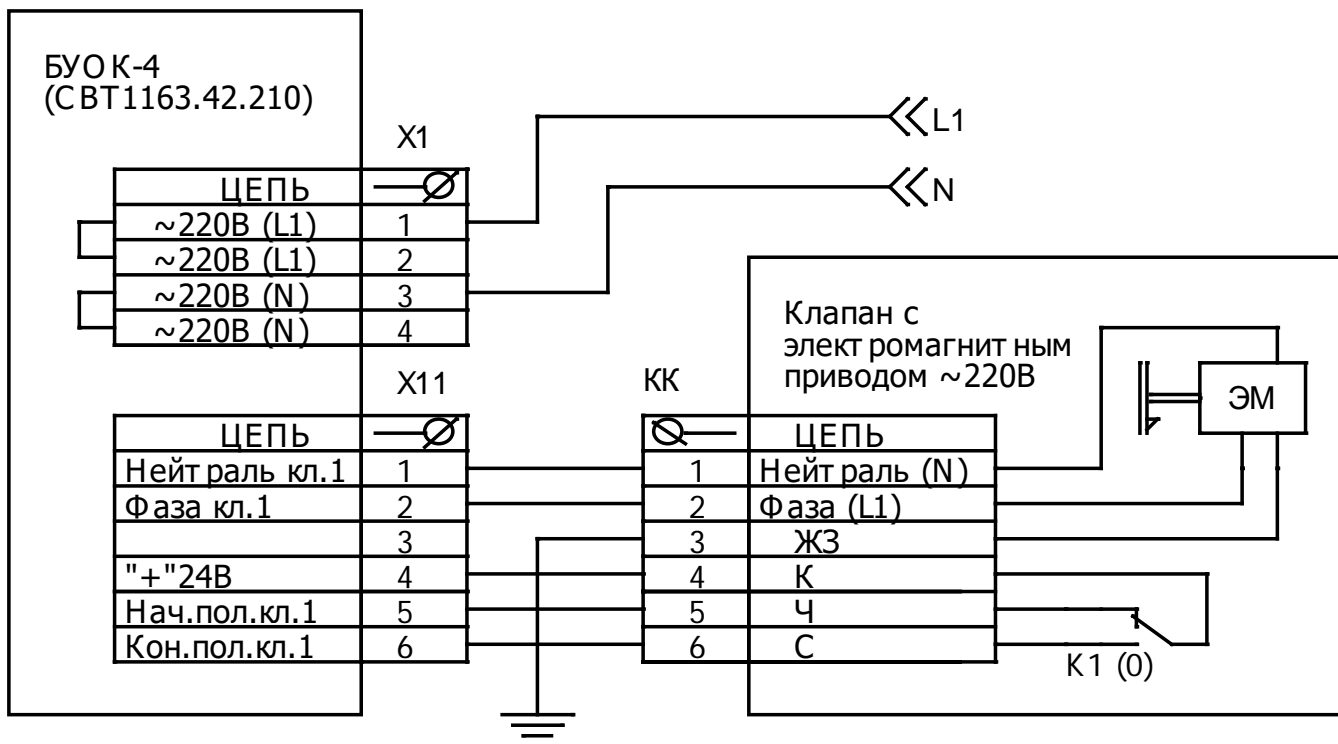 БУОК-4
(СВТ1163.42.210)
X1
ЦЕПЬ
~220В (L1) 1
~220В (L1) 2
~220В (N) 3
~220В (N) 4
L1
N
X11
ЦЕПЬ
Нейтраль кл.1 1
Фаза кл.1 2
3
"+"24В 4
Нач.пол.кл.1 5
Кон.пол.кл.1 6
Клапан с
электромагнитным
приводом ~220В
ЭМ
КК
ЦЕПЬ
1 Нейтраль (N)
2 Фаза (L1)
3 ЖЗ
4 К
5 Ч
6 С
К1 (0)